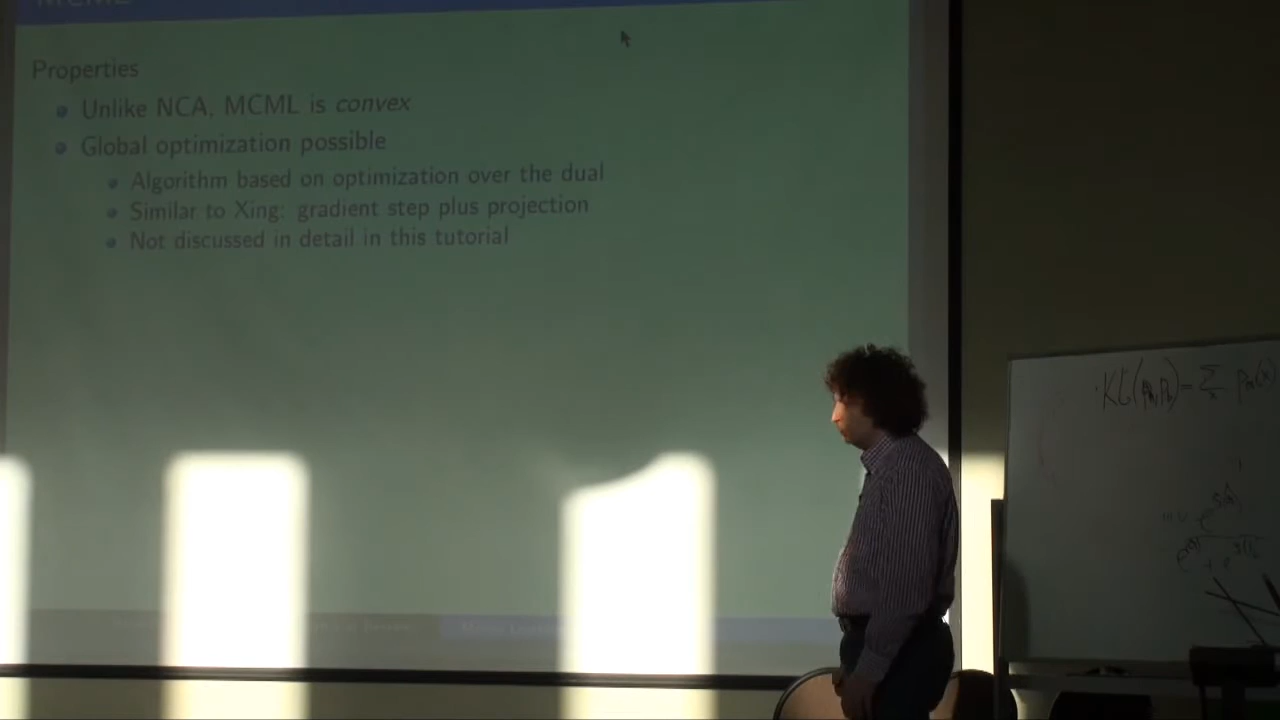 MCML
Properties
Unlike NCA, MCML is convex
Global optimization possible
Algorithm based on optimization over the dual
Similar to Xing: gradient step plus projection
Not discussed in detail in this tutorial